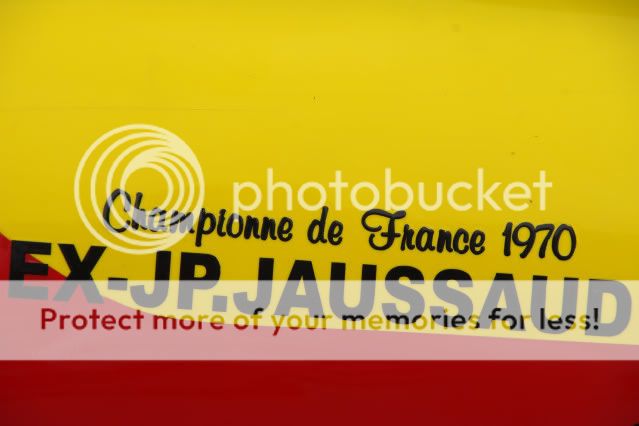 photobucket
Championne de France 1970
EX-JP.JAUSSAUD
Protect more of your memories for less!